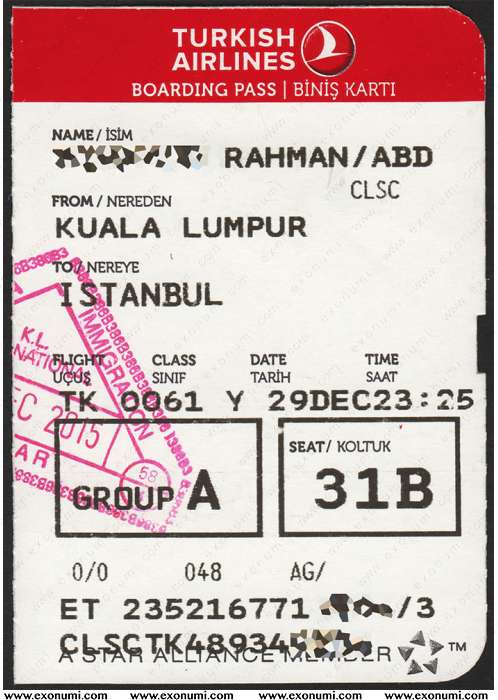 TURKISH
AIRLINES
BOARDING PASS | BİNİŞ KARTI
NAME / İSİM
RAHMAN/ABD
CLSC
FROM / NEREDEN
KUALA LUMPUR
TO / NEREYE
ISTANBUL
IMMIGRATION
K.L.
FLIGHT CLASS DATE TIME
UÇUŞ SINIF TARİH SAAT
TK 0061 Y 29DEC23:25
2015
58
GROUP A
SEAT/ KOLTUK
31B
0/0 048 AG/
ET 235216771 /3
CLSCTK48934
A STAR ALLIANCE MEMBER ™
www.exonumi.com www.exonumi.com www.exonumi.com